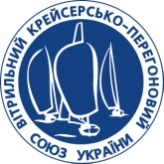 ВІТРИЛЬНИЙ КРЕЙСЕРСЬКО-ПЕРЕГОНОВИЙ
СОЮЗ УКРАЇНИ